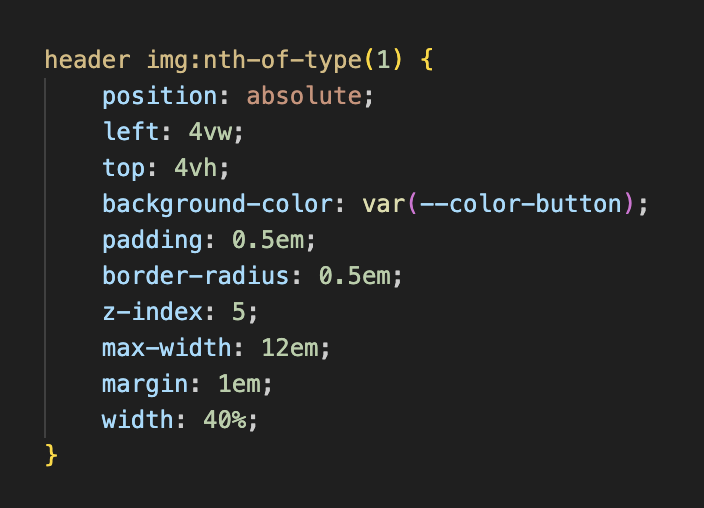 header img:nth-of-type(1) {
    position: absolute;
    left: 4vw;
    top: 4vh;
    background-color: var(--color-button);
    padding: 0.5em;
    border-radius: 0.5em;
    z-index: 5;
    max-width: 12em;
    margin: 1em;
    width: 40%;
}